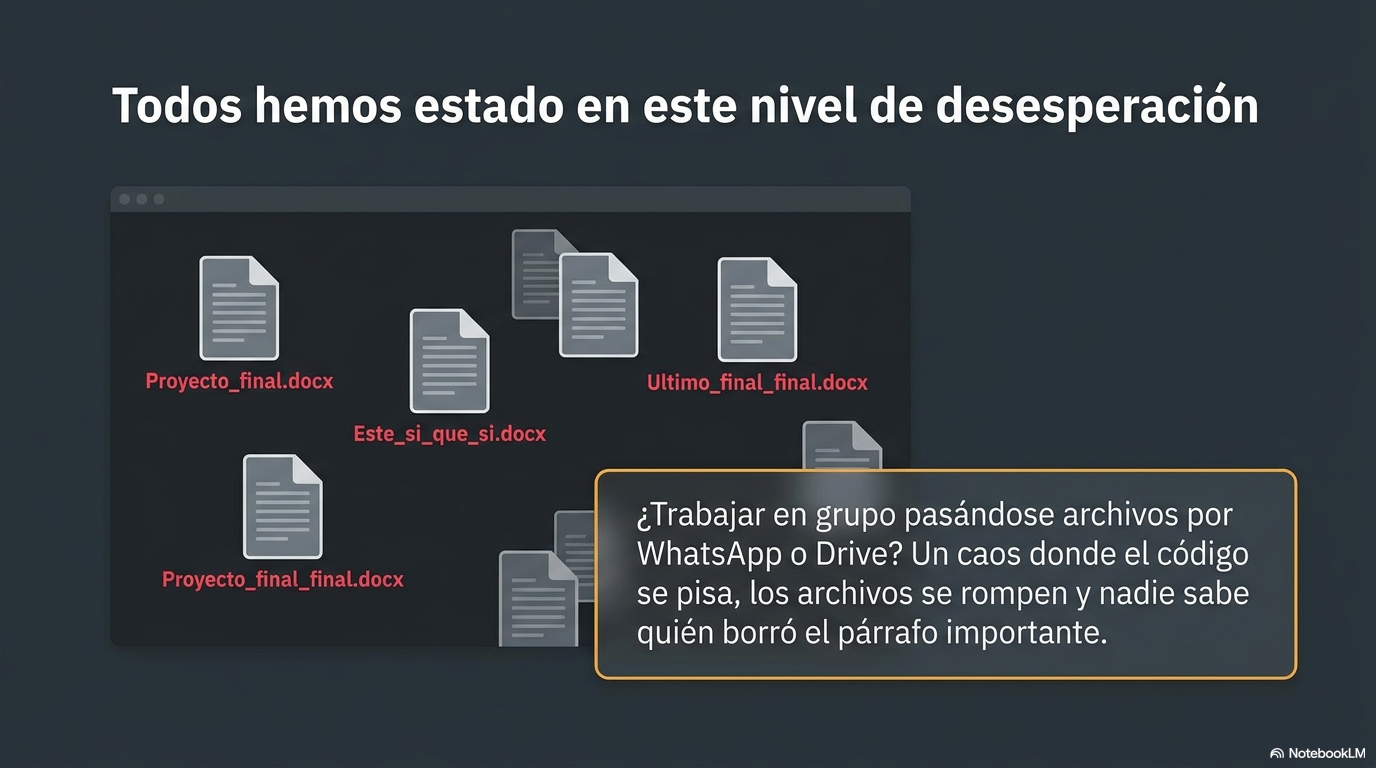 Todos hemos estado en este nivel de desesperación
Proyecto_final.docx
Este_si_que_si.docx
Ultimo_final_final.docx
Proyecto_final_final.docx
¿Trabajar en grupo pasándose archivos por
WhatsApp o Drive? Un caos donde el código
se pisa, los archivos se rompen y nadie sabe
quién borró el párrafo importante.
NotebookLM